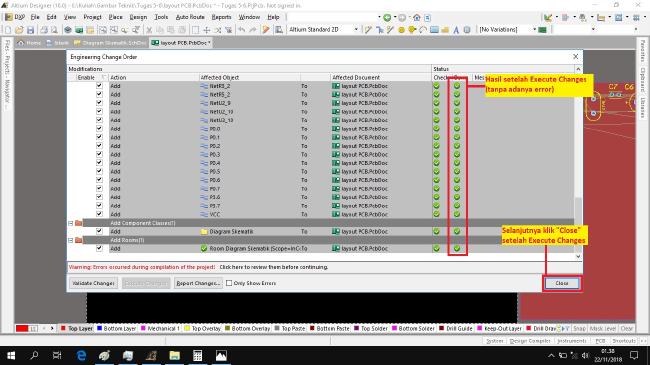 Altium Designer (16.0) - E:\Kuliah\Gambar Teknik\Tugas 5-6\layout PCB.PcbDoc * - Tugas 5-6.PrjPcb. Not signed in.
DXP File Edit View Project Place Design Tools Auto Route Reports Window Help
Altium Standard 2D [No Variations]
Home Diagram Skematik.SchDoc layout PCB.PcbDoc *
Files Projects Navigator
Favorites Clipboard Libraries
Engineering Change Order
Modifications Status
Enable Action Affected Object Affected Document Check Done
Add NetR3_2 To layout PCB.PcbDoc
Add NetR5_2 To layout PCB.PcbDoc
Add NetU2_9 To layout PCB.PcbDoc
Add NetU2_10 To layout PCB.PcbDoc
Add NetU3_10 To layout PCB.PcbDoc
Add P0.0 To layout PCB.PcbDoc
Add P0.1 To layout PCB.PcbDoc
Add P0.2 To layout PCB.PcbDoc
Add P0.3 To layout PCB.PcbDoc
Add P0.4 To layout PCB.PcbDoc
Add P0.5 To layout PCB.PcbDoc
Add P0.6 To layout PCB.PcbDoc
Add P0.7 To layout PCB.PcbDoc
Add P3.6 To layout PCB.PcbDoc
Add P3.7 To layout PCB.PcbDoc
Add VCC To layout PCB.PcbDoc
Add Component Classes(1)
Add Diagram Skematik To layout PCB.PcbDoc
Add Rooms(1)
Add Room Diagram Skematik (Scope=InC To layout PCB.PcbDoc
Hasil setelah Execute Changes
(tanpa adanya error)
C7 C6
Selanjutnya klik "Close"
setelah Execute Changes
Warning: Errors occurred during compilation of the project! Click here to review them before continuing.
Validate Changes Execute Changes Report Changes... Only Show Errors Close
LS Top Layer Bottom Layer Mechanical 1 Top Overlay Bottom Overlay Top Paste Bottom Paste Top Solder Bottom Solder Drill Guide Keep-Out Layer Drill Draw Snap Mask Level Clear
System Design Compiler Instruments PCB Shortcuts
01.38
22/11/2018